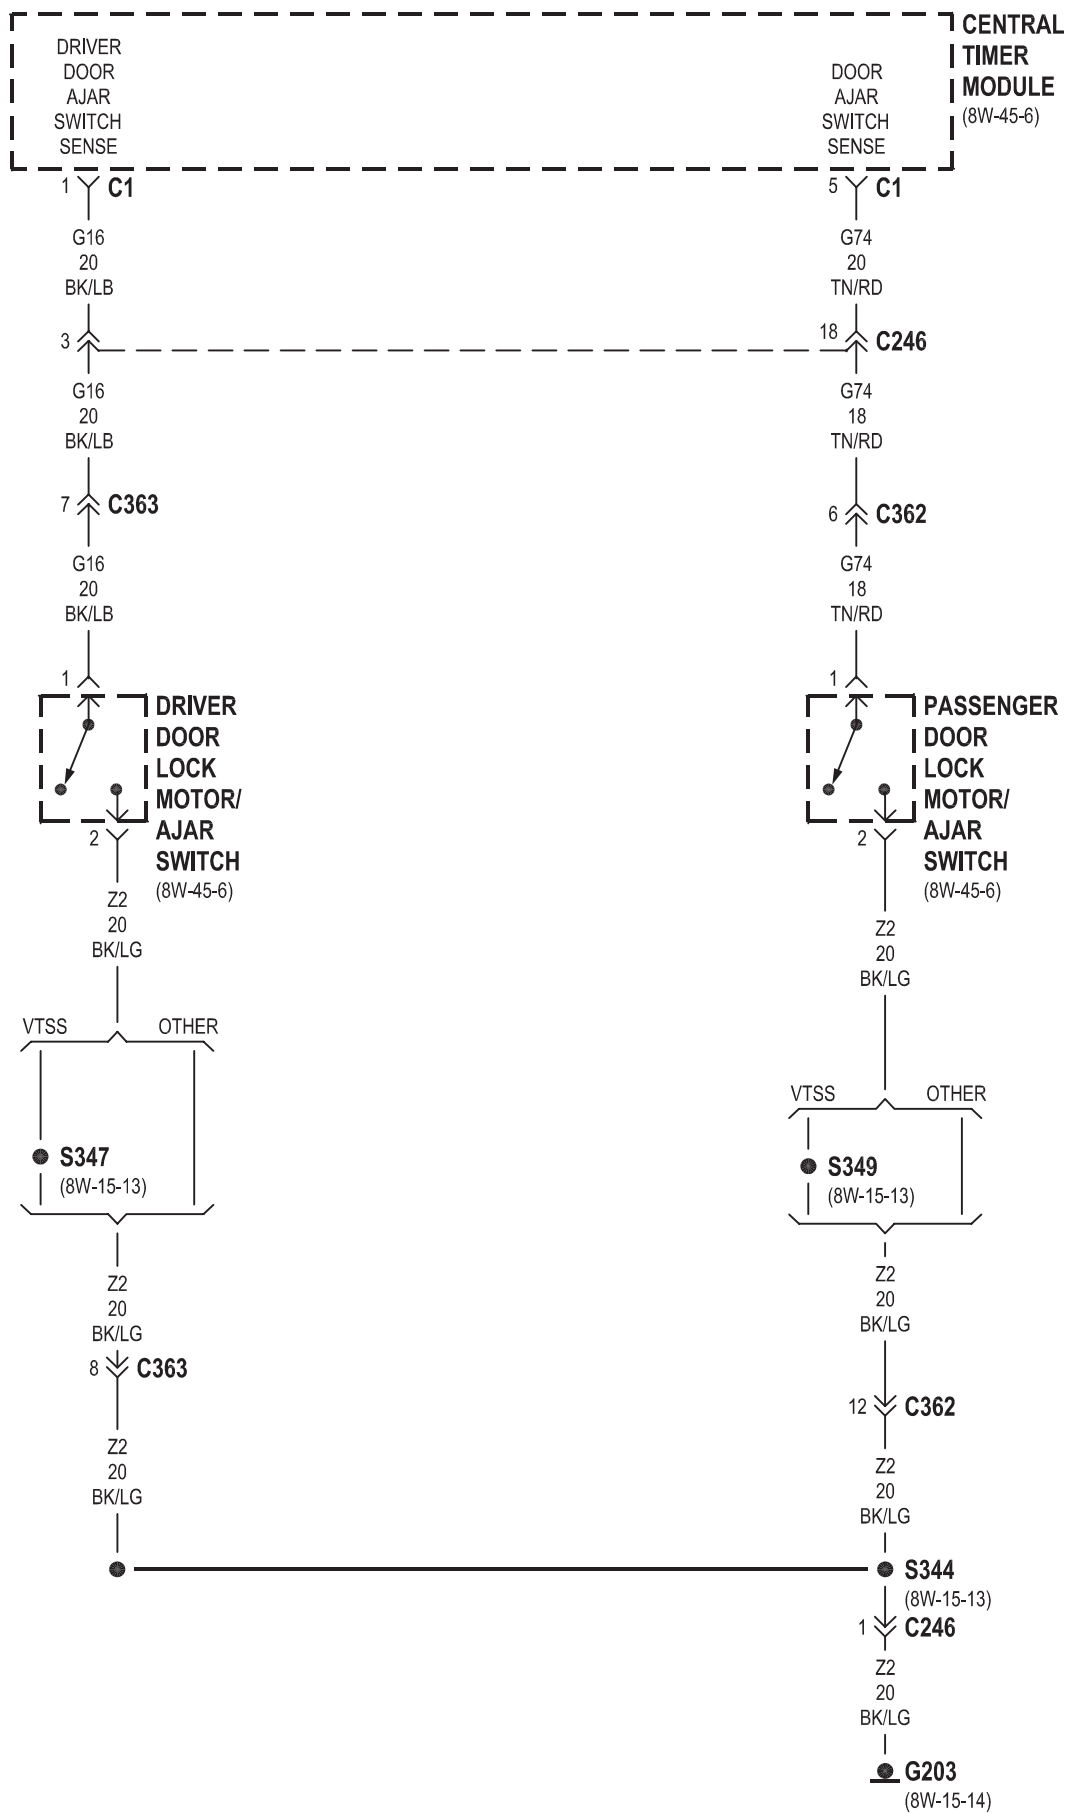 CENTRAL
TIMER
MODULE
(8W-45-6)
DRIVER
DOOR
AJAR
SWITCH
SENSE
DOOR
AJAR
SWITCH
SENSE
1 C1
5 C1
G16
20
BK/LB
G74
20
TN/RD
3
18 C246
G16
20
BK/LB
G74
18
TN/RD
7 C363
6 C362
G16
20
BK/LB
G74
18
TN/RD
1
1
DRIVER
DOOR
LOCK
MOTOR/
AJAR
SWITCH
(8W-45-6)
PASSENGER
DOOR
LOCK
MOTOR/
AJAR
SWITCH
(8W-45-6)
2
2
Z2
20
BK/LG
Z2
20
BK/LG
VTSS OTHER
VTSS OTHER
S347
(8W-15-13)
S349
(8W-15-13)
Z2
20
BK/LG
Z2
20
BK/LG
8 C363
12 C362
Z2
20
BK/LG
Z2
20
BK/LG
S344
(8W-15-13)
1 C246
Z2
20
BK/LG
G203
(8W-15-14)